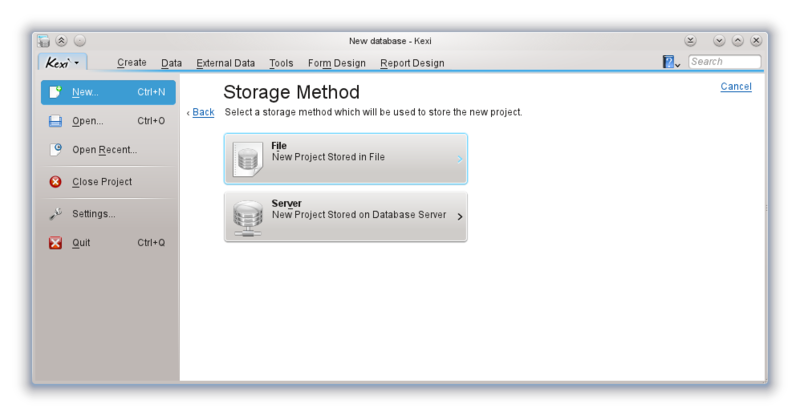 New database - Kexi
Kexi Create Data External Data Tools Form Design Report Design ? Search
New... Ctrl+N
Open... Ctrl+O
Open Recent...
Close Project
Settings...
Quit Ctrl+Q
Storage Method
Cancel
‹ Back Select a storage method which will be used to store the new project.
File
New Project Stored in File
Server
New Project Stored on Database Server